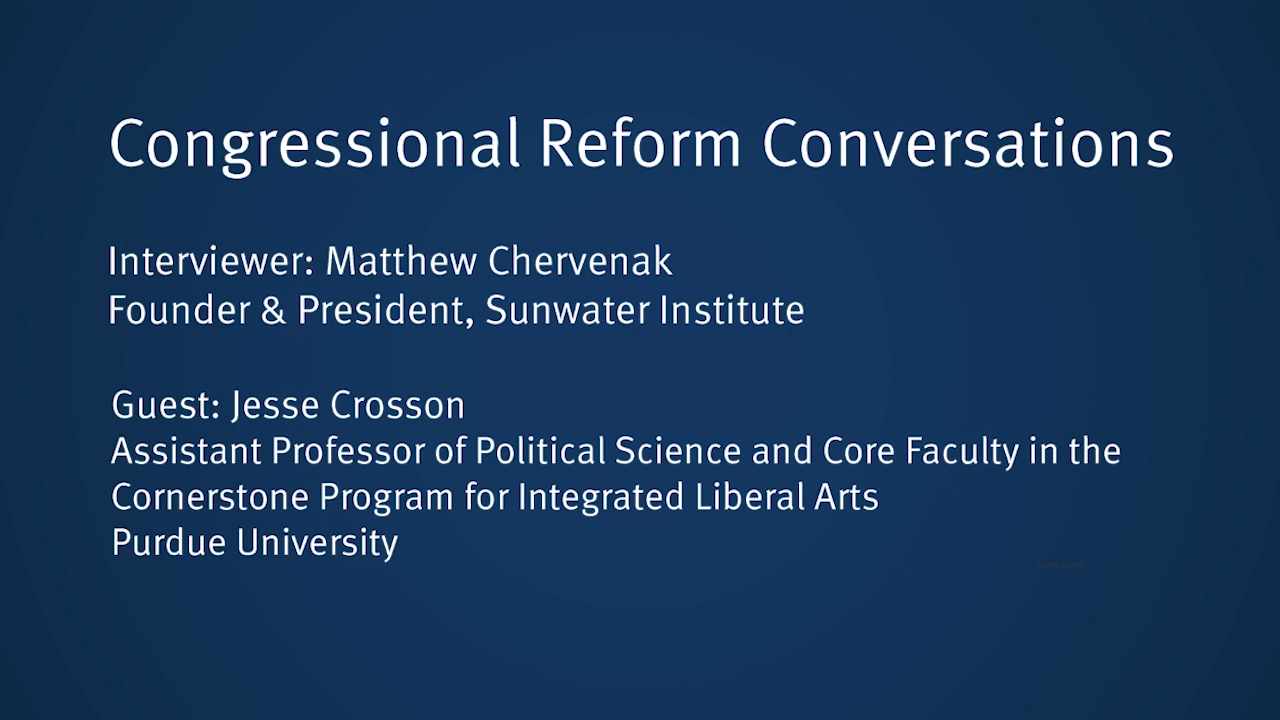 Congressional Reform Conversations
Interviewer: Matthew Chervenak
Founder & President, Sunwater Institute
Guest: Jesse Crosson
Assistant Professor of Political Science and Core Faculty in the
Cornerstone Program for Integrated Liberal Arts
Purdue University